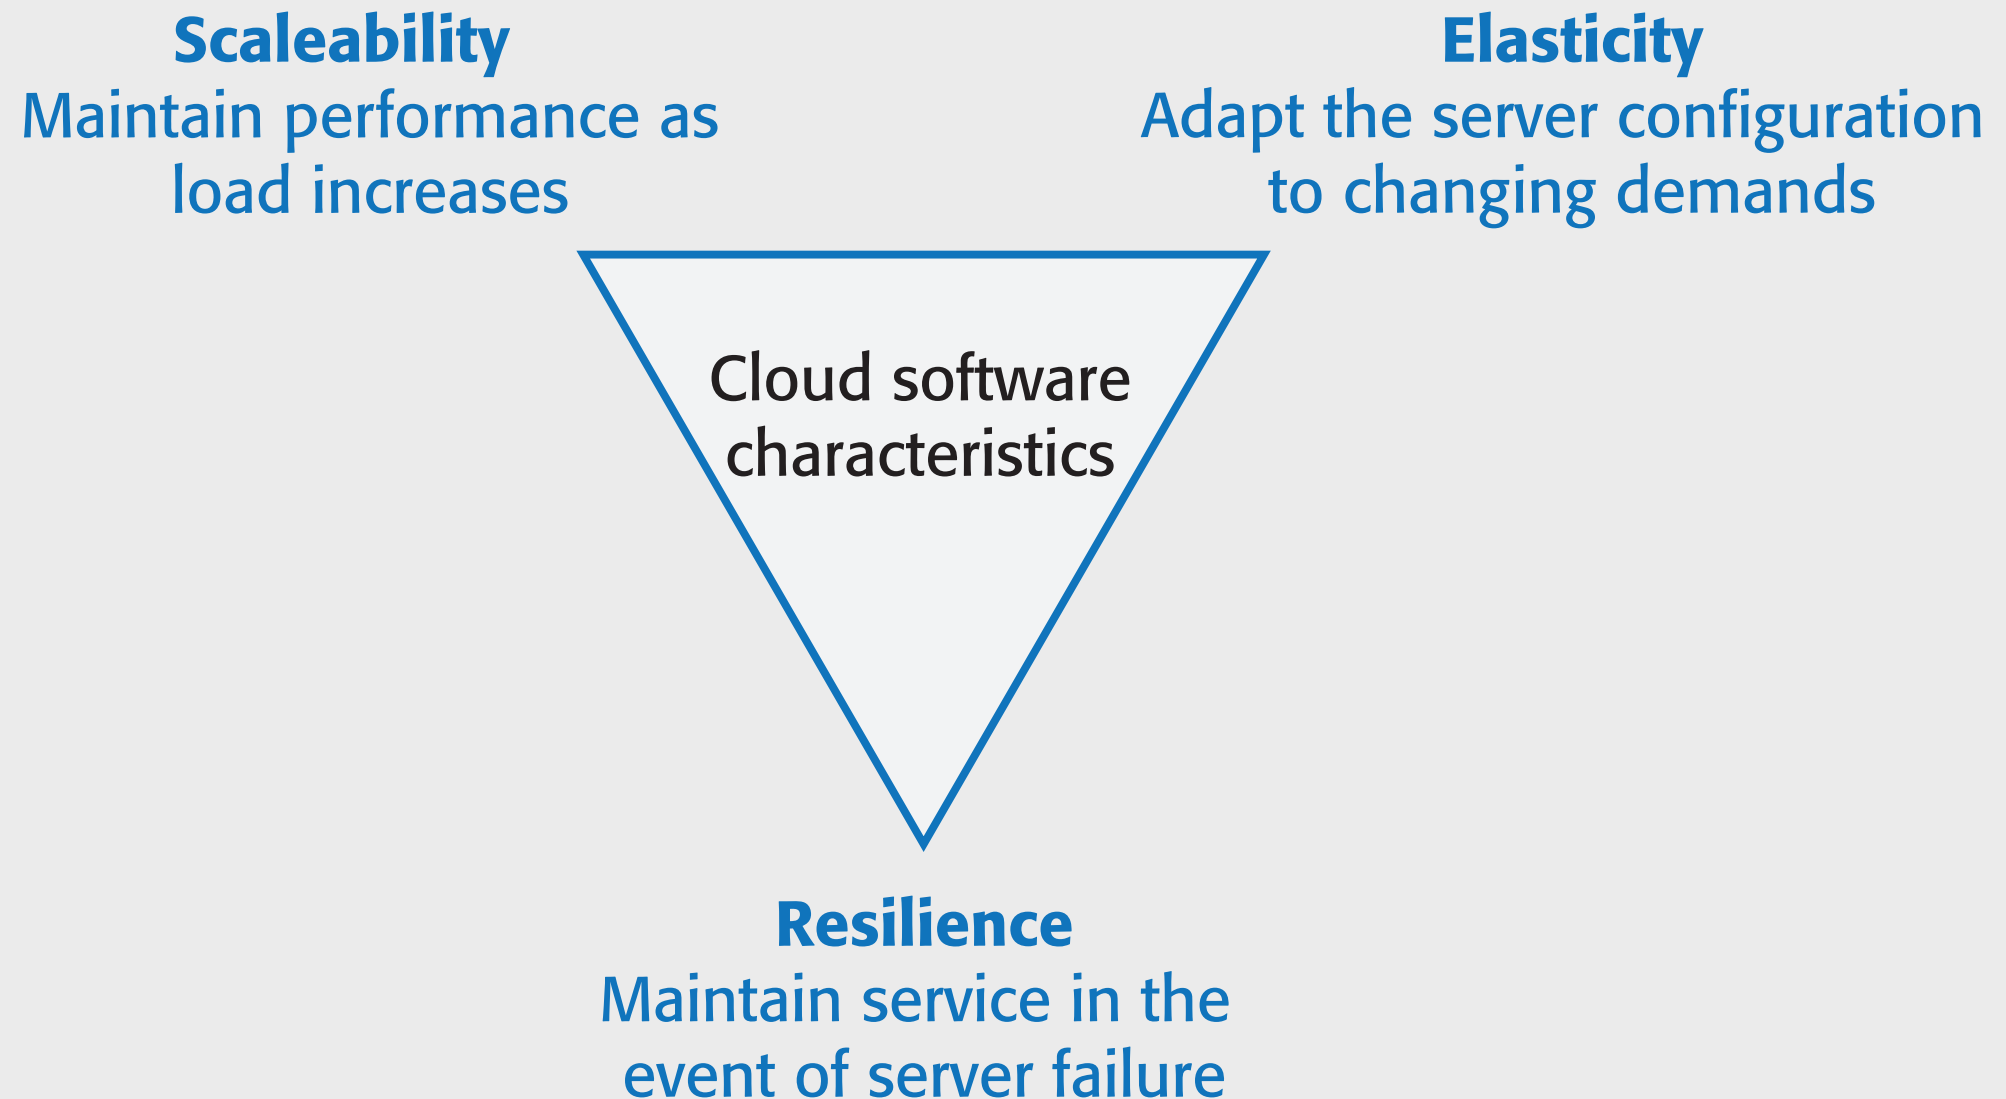 Scaleability
Maintain performance as
load increases
Elasticity
Adapt the server configuration
to changing demands
Cloud software
characteristics
Resilience
Maintain service in the
event of server failure